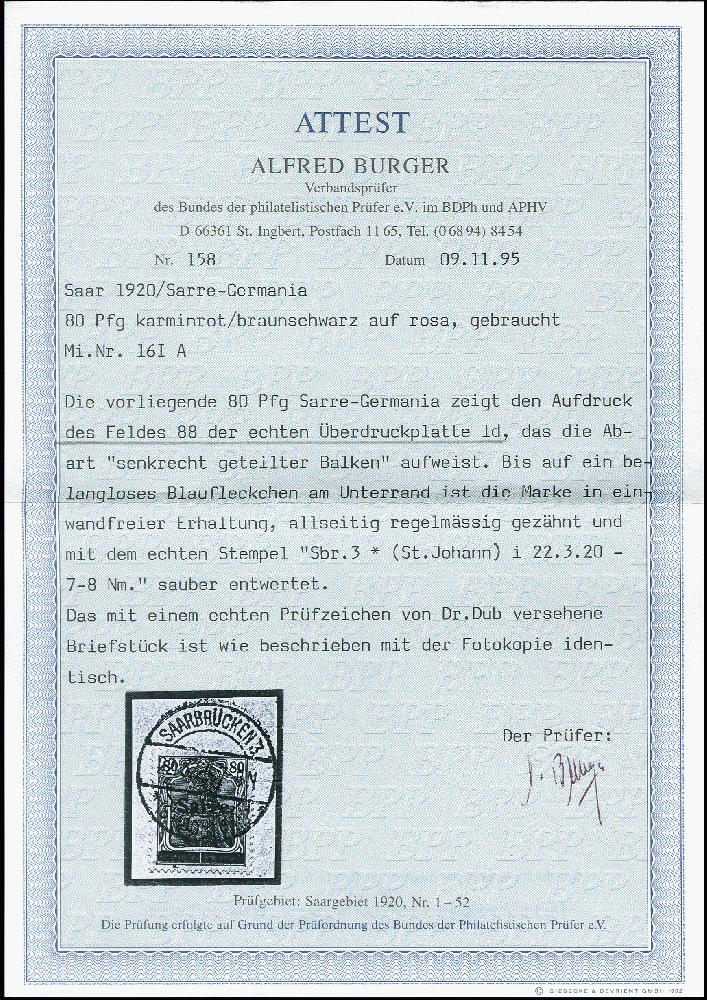 ATTEST
ALFRED BURGER
Verbandsprüfer
des Bundes der philatelistischen Prüfer e.V. im BDPh und APHV
D 66361 St. Ingbert, Postfach 11 65, Tel. (0 68 94) 84 54
Nr. 158 Datum 09.11.95
Saar 1920/Sarre-Germania
80 Pfg karminrot/braunschwarz auf rosa, gebraucht
Mi.Nr. 16I A
Die vorliegende 80 Pfg Sarre-Germania zeigt den Aufdruck
des Feldes 88 der echten Überdruckplatte 1d, das die Ab-
art "senkrecht geteilter Balken" aufweist. Bis auf ein be-
langloses Blaufleckchen am Unterrand ist die Marke in ein-
wandfreier Erhaltung, allseitig regelmässig gezähnt und
mit dem echten Stempel "Sbr.3 * (St.Johann) i 22.3.20 -
7-8 Nm." sauber entwertet.
Das mit einem echten Prüfzeichen von Dr.Dub versehene
Briefstück ist wie beschrieben mit der Fotokopie iden-
tisch.
SAARBRÜCKEN 3
80 80
Der Prüfer:
Prüfgebiet: Saargebiet 1920, Nr. 1 – 52
Die Prüfung erfolgte auf Grund der Prüfordnung des Bundes der Philatelistischen Prüfer e.V.
© GIESECKE & DEVRIENT GMBH 1992